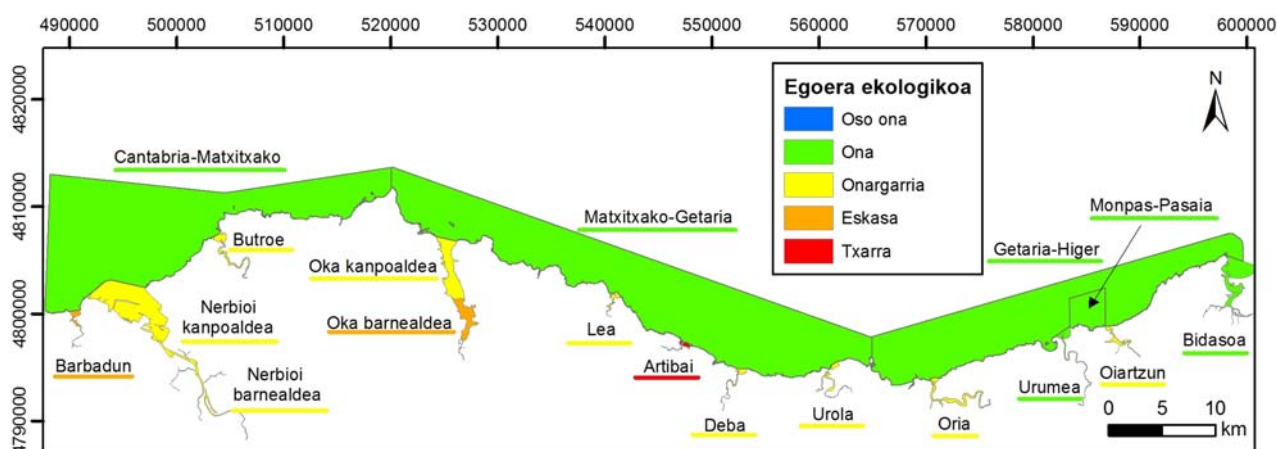 490000 500000 510000 520000 530000 540000 550000 560000 570000 580000 590000 600000
4820000
4810000
4800000
4790000
Egoera ekologikoa
Oso ona
Ona
Onargarria
Eskasa
Txarra
N
Cantabria-Matxitxako
Matxitxako-Getaria
Monpas-Pasaia
Getaria-Higer
Butroe
Oka kanpoaldea
Nerbioi
kanpoaldea
Oka barnealdea
Lea
Barbadun
Nerbioi
barnealdea
Artibai
Deba
Urola
Oria
Urumea
Oiartzun
Bidasoa
0 5 10
km